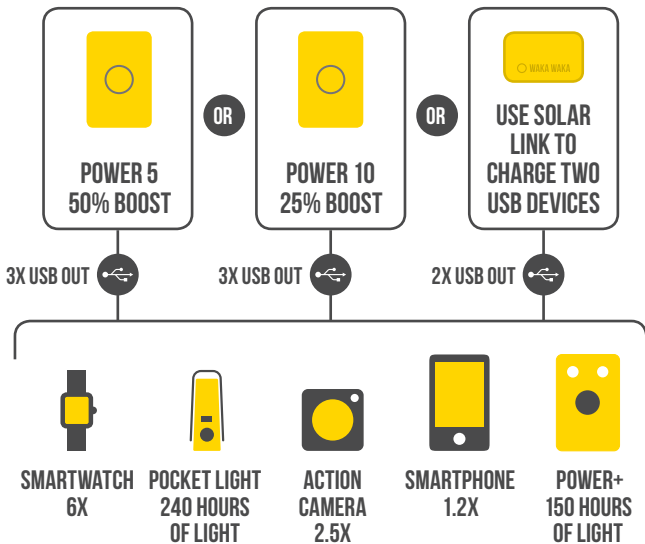 WAKA WAKA
POWER 5
50% BOOST
OR
POWER 10
25% BOOST
OR
USE SOLAR
LINK TO
CHARGE TWO
USB DEVICES
3X USB OUT
3X USB OUT
2X USB OUT
SMARTWATCH
6X
POCKET LIGHT
240 HOURS
OF LIGHT
ACTION
CAMERA
2.5X
SMARTPHONE
1.2X
POWER+
150 HOURS
OF LIGHT